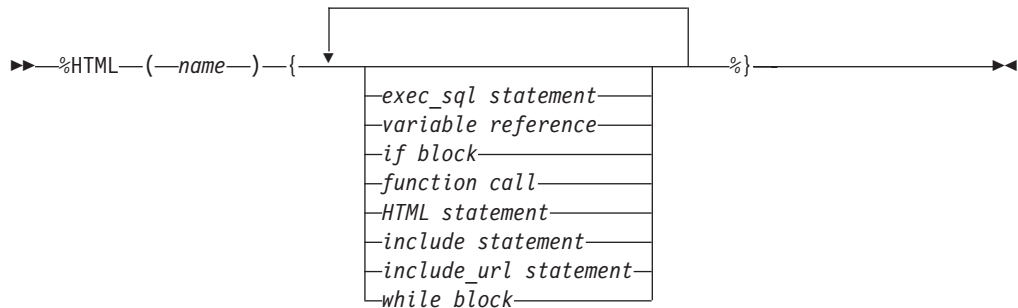 %HTML ( name ) { %}
exec_sql statement
variable reference
if block
function call
HTML statement
include statement
include_url statement
while block